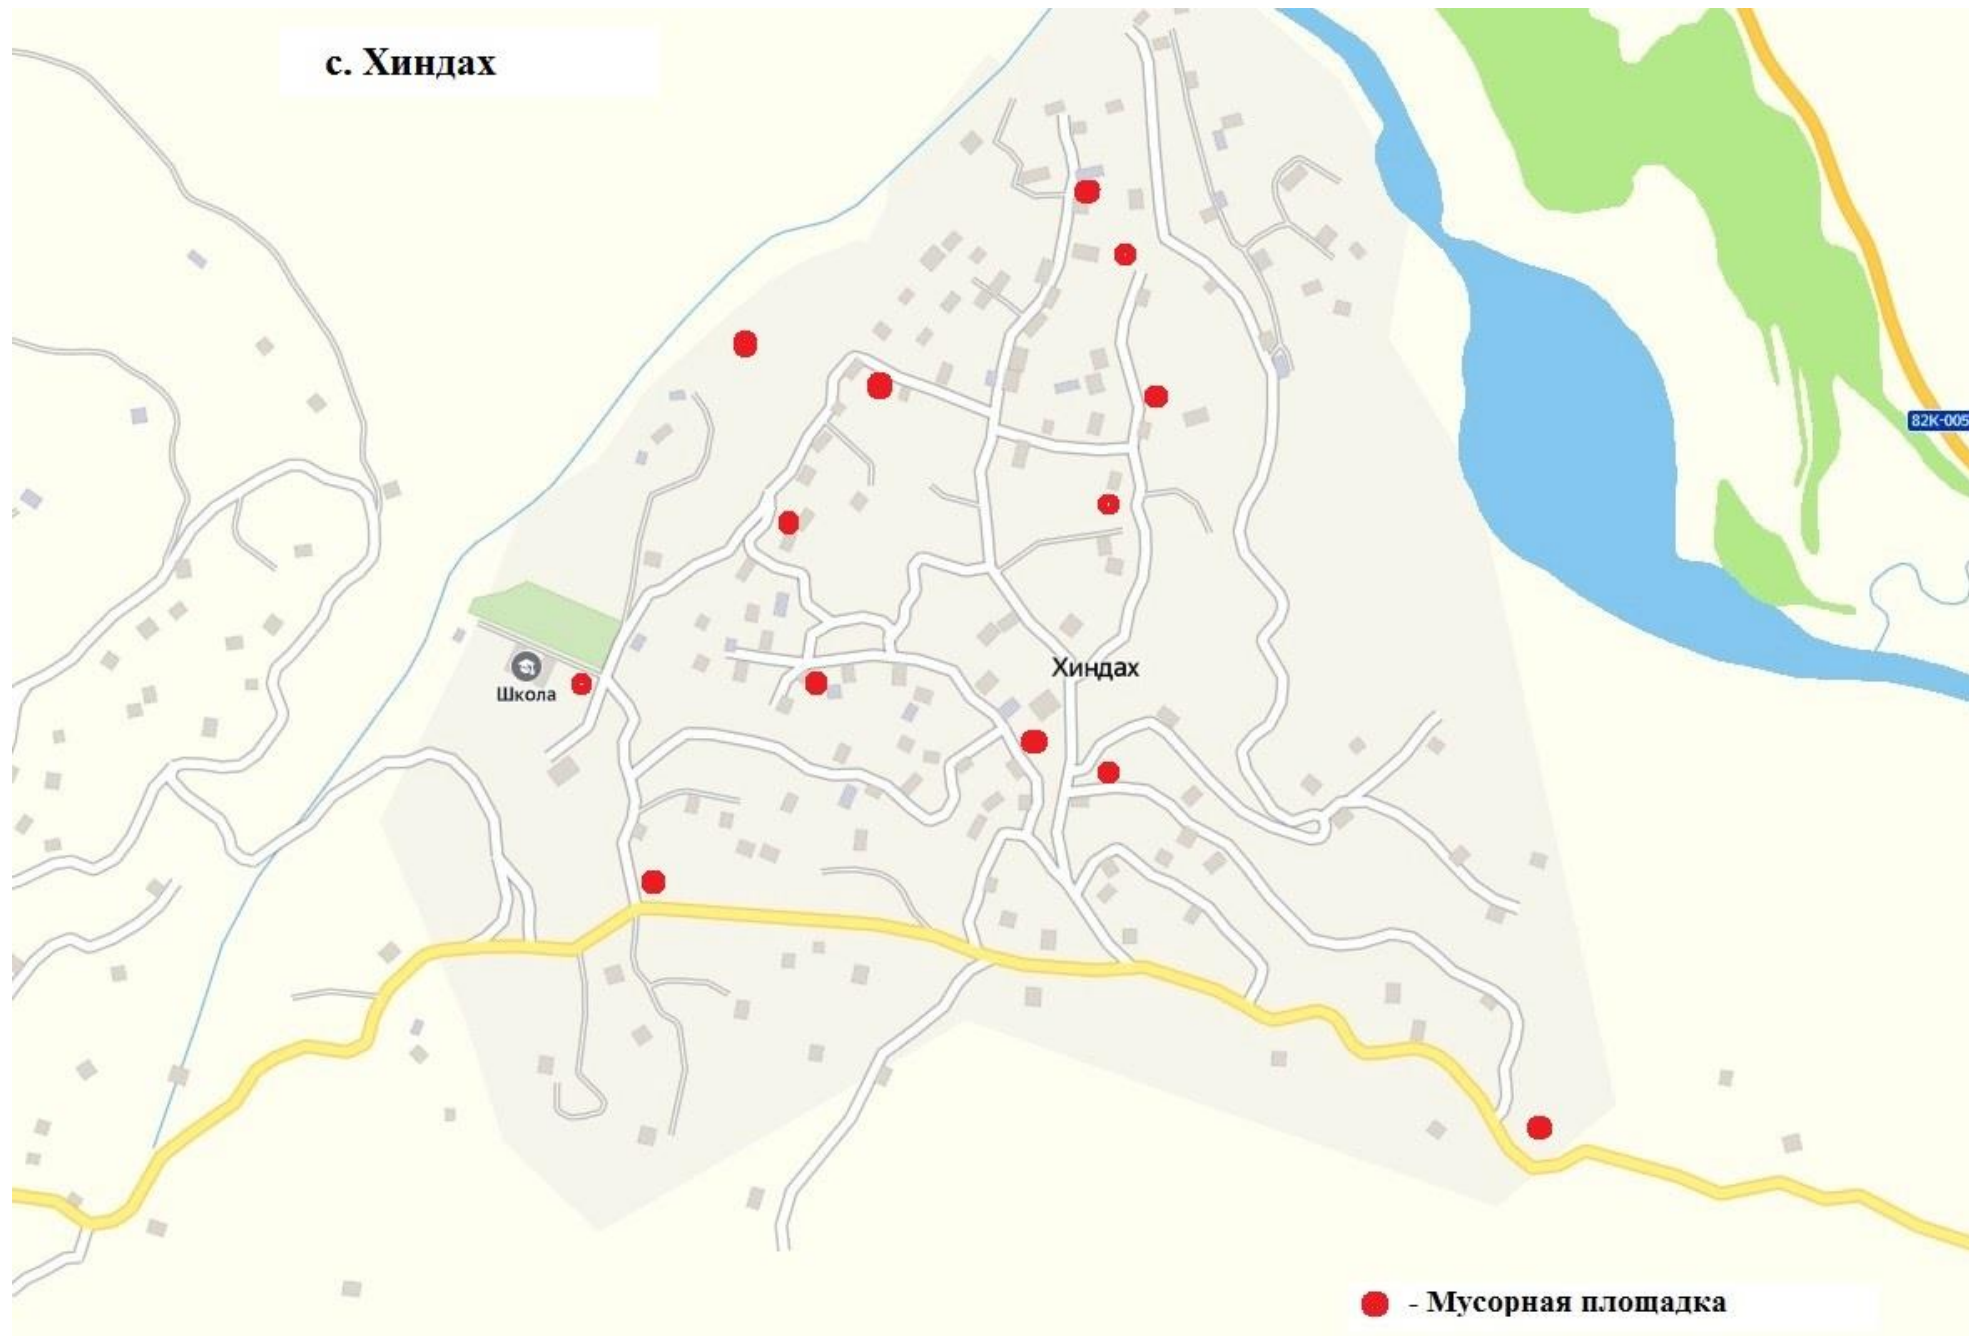 с. Хиндах
82К-005
Хиндах
Школа
- Мусорная площадка